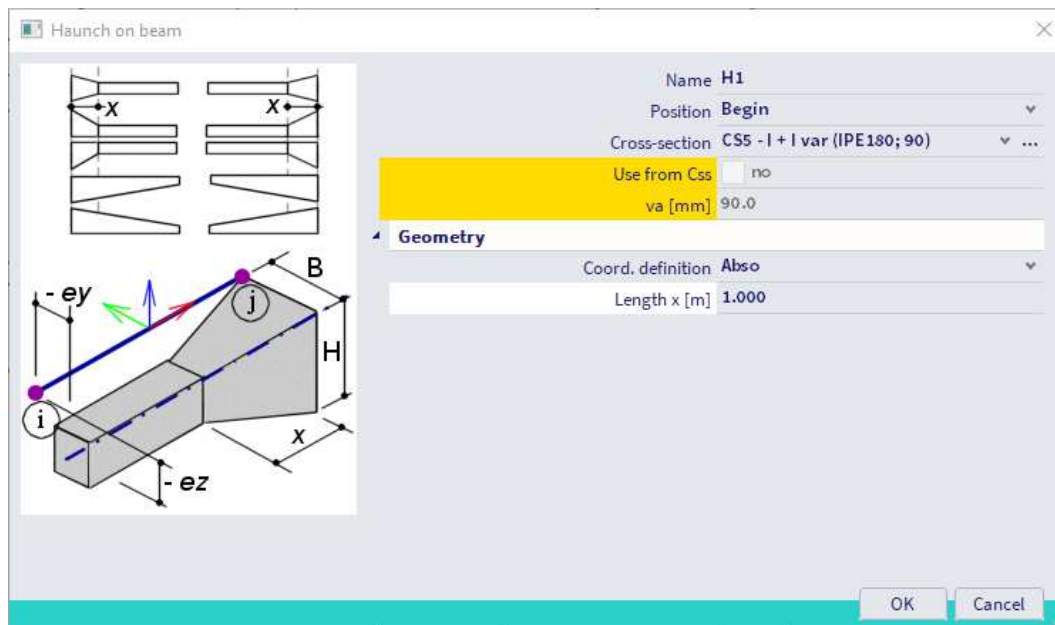 Haunch on beam
x
x
Name H1
Position Begin
Cross-section CS5 - I + I var (IPE180; 90) ...
Use from Css no
va [mm] 90.0
Geometry
Coord. definition Abso
Length x [m] 1.000
B
- ey
j
H
i
x
- ez
OK Cancel